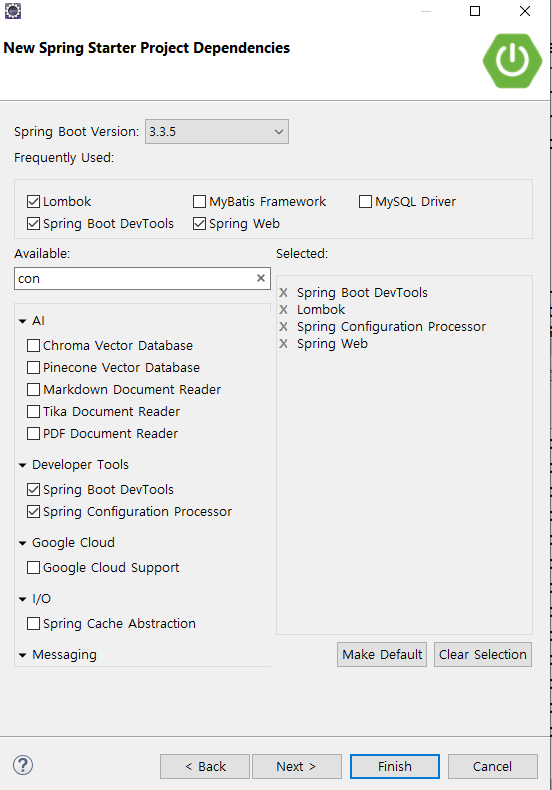 New Spring Starter Project Dependencies
Spring Boot Version: 3.3.5
Frequently Used:
Lombok MyBatis Framework MySQL Driver
Spring Boot DevTools Spring Web
Available: Selected:
con
X Spring Boot DevTools
X Lombok
X Spring Configuration Processor
X Spring Web
AI
Chroma Vector Database
Pinecone Vector Database
Markdown Document Reader
Tika Document Reader
PDF Document Reader
Developer Tools
Spring Boot DevTools
Spring Configuration Processor
Google Cloud
Google Cloud Support
I/O
Spring Cache Abstraction
Messaging
Make Default Clear Selection
? < Back Next > Finish Cancel